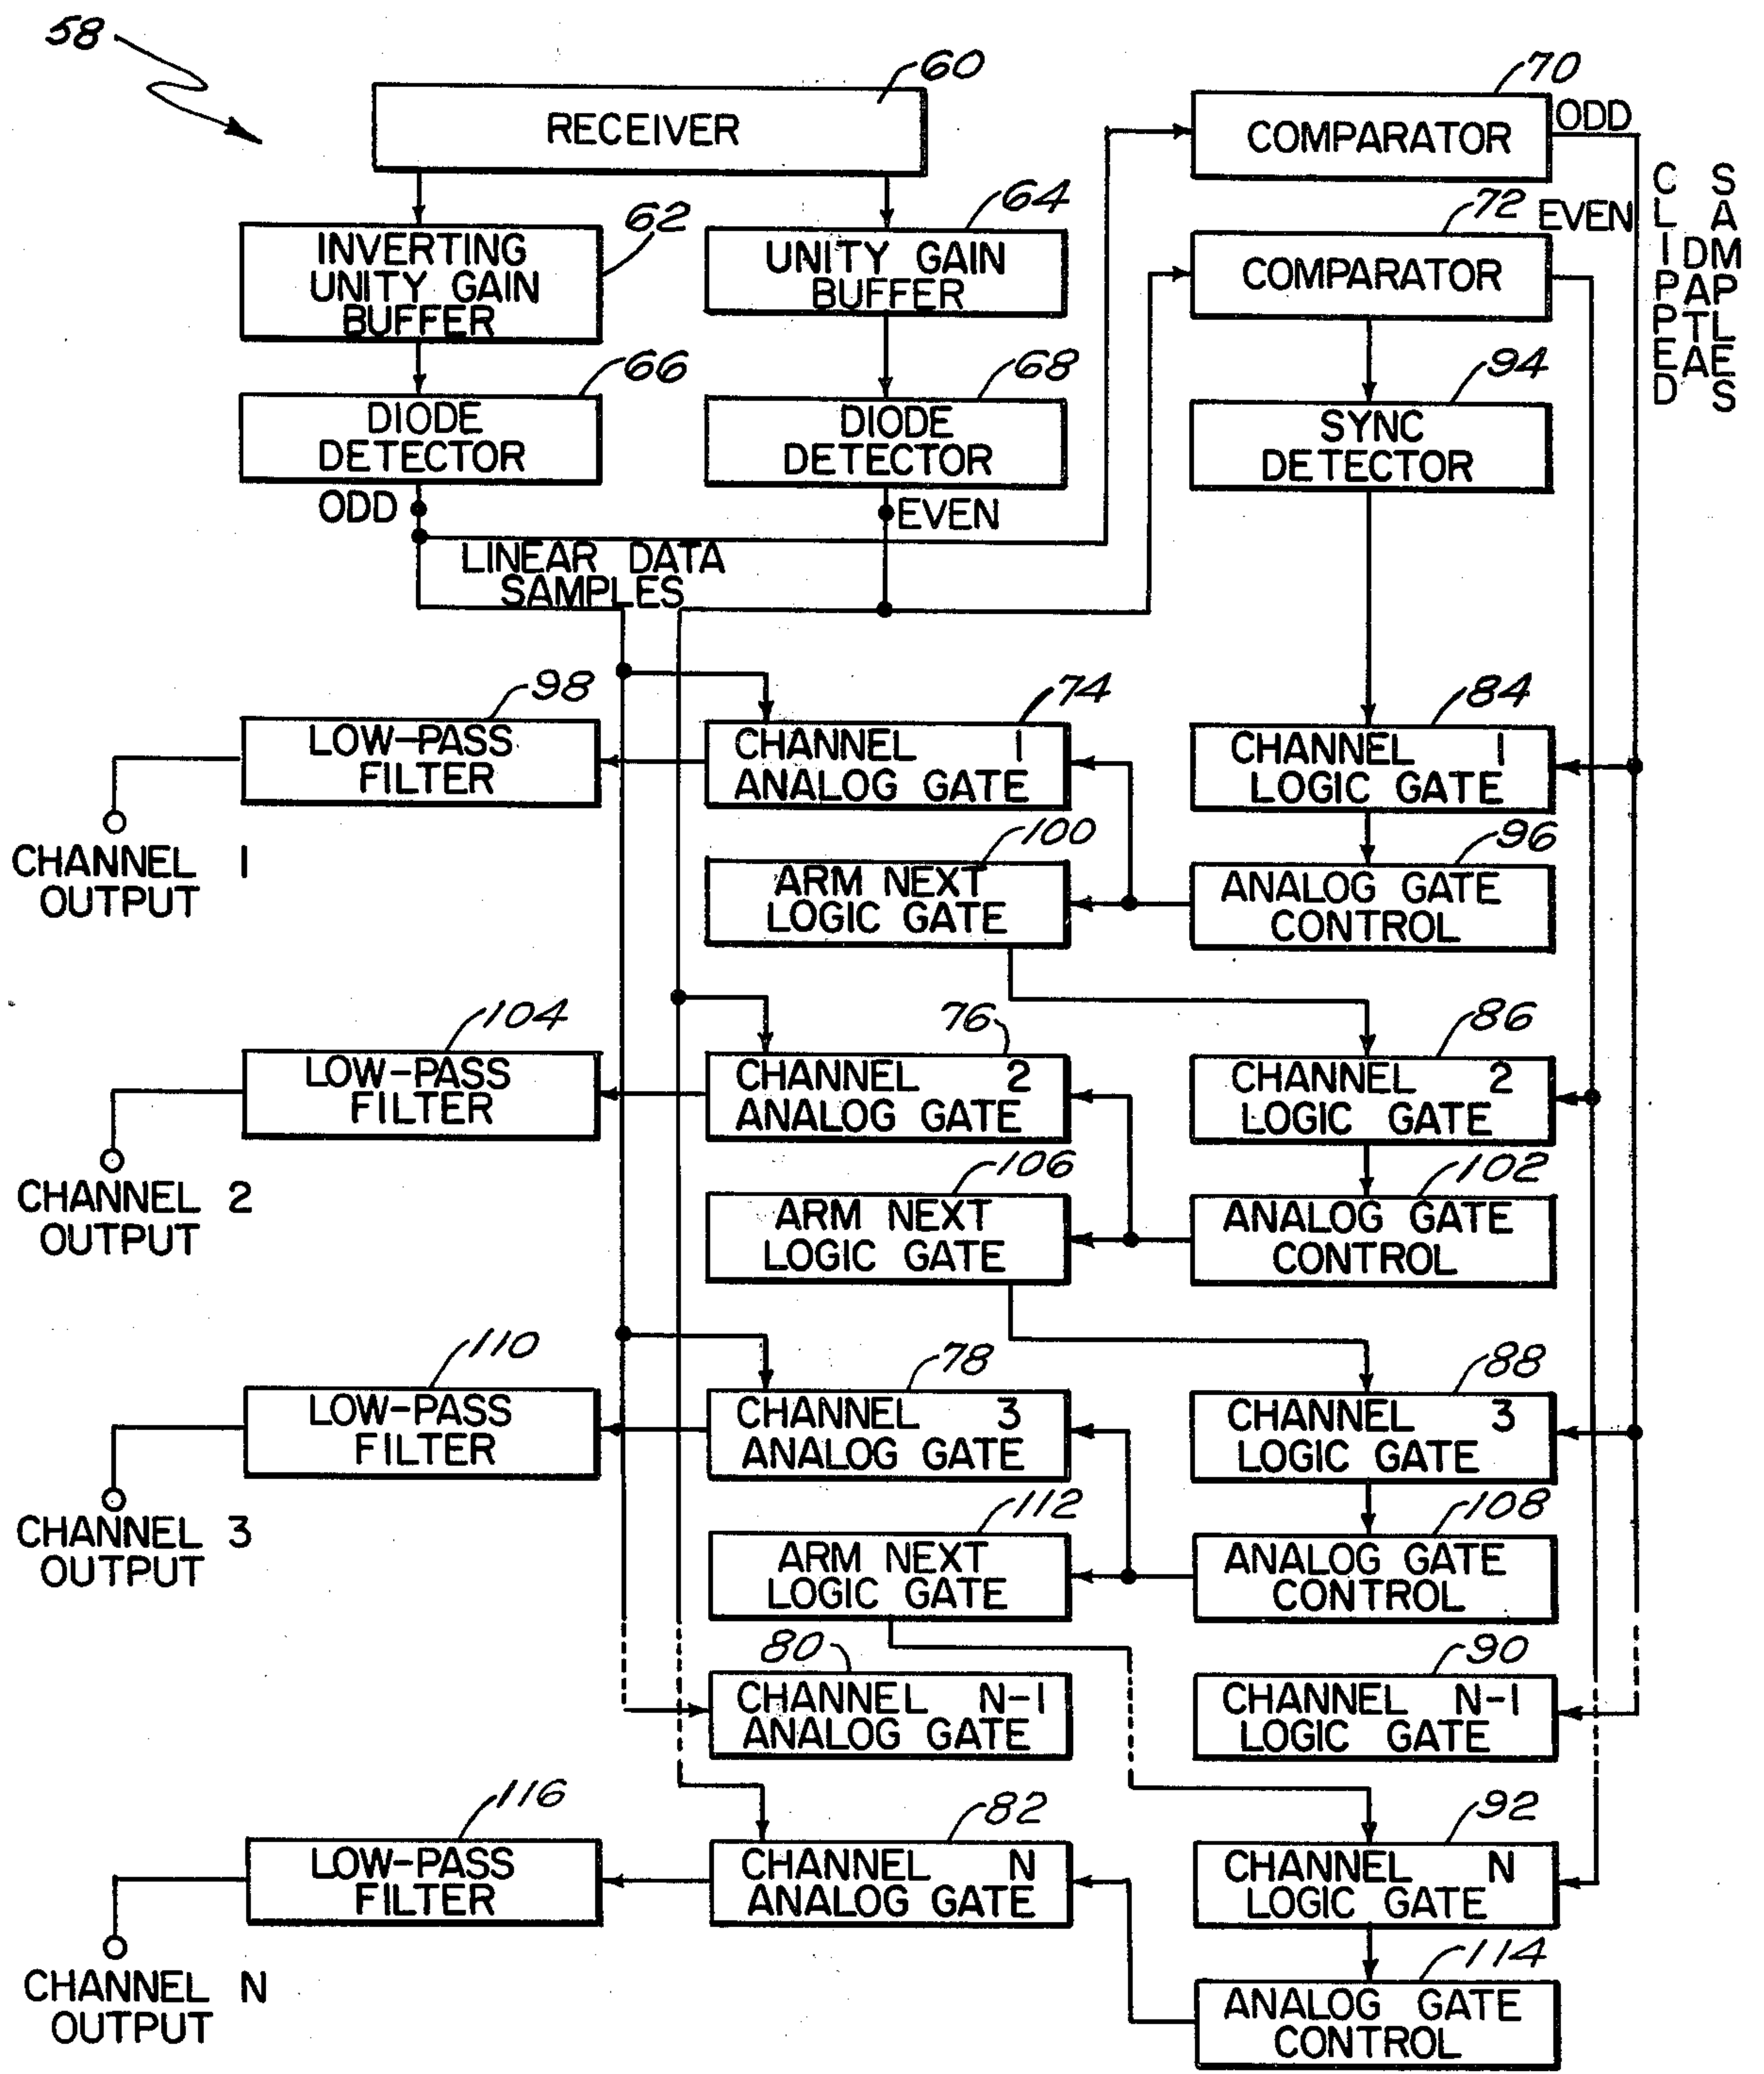 58
60
RECEIVER
70
COMPARATOR
ODD
62
INVERTING
UNITY GAIN
BUFFER
64
UNITY GAIN
BUFFER
72
EVEN
COMPARATOR
CLIPPED
DATA
SAMPLES
66
DIODE
DETECTOR
68
DIODE
DETECTOR
94
SYNC
DETECTOR
ODD
EVEN
LINEAR DATA
SAMPLES
98
LOW-PASS
FILTER
74
CHANNEL 1
ANALOG GATE
84
CHANNEL 1
LOGIC GATE
CHANNEL 1
OUTPUT
100
ARM NEXT
LOGIC GATE
96
ANALOG GATE
CONTROL
104
LOW-PASS
FILTER
76
CHANNEL 2
ANALOG GATE
86
CHANNEL 2
LOGIC GATE
CHANNEL 2
OUTPUT
106
ARM NEXT
LOGIC GATE
102
ANALOG GATE
CONTROL
110
LOW-PASS
FILTER
78
CHANNEL 3
ANALOG GATE
88
CHANNEL 3
LOGIC GATE
CHANNEL 3
OUTPUT
112
ARM NEXT
LOGIC GATE
108
ANALOG GATE
CONTROL
80
CHANNEL N-1
ANALOG GATE
90
CHANNEL N-1
LOGIC GATE
116
LOW-PASS
FILTER
82
CHANNEL N
ANALOG GATE
92
CHANNEL N
LOGIC GATE
CHANNEL N
OUTPUT
114
ANALOG GATE
CONTROL